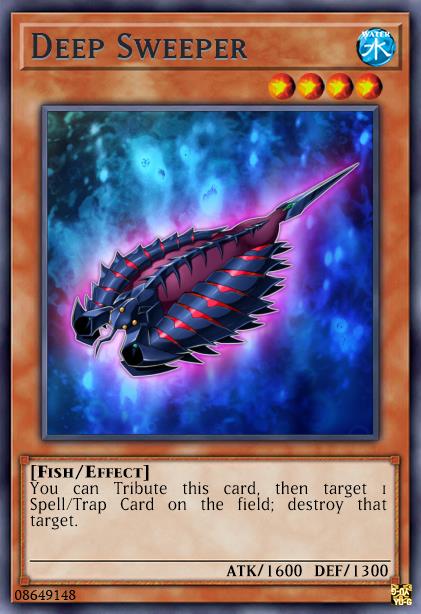 Deep Sweeper
WATER
水
[Fish/Effect]
You can Tribute this card, then target 1
Spell/Trap Card on the field; destroy that
target.
ATK/1600 DEF/1300
08649148